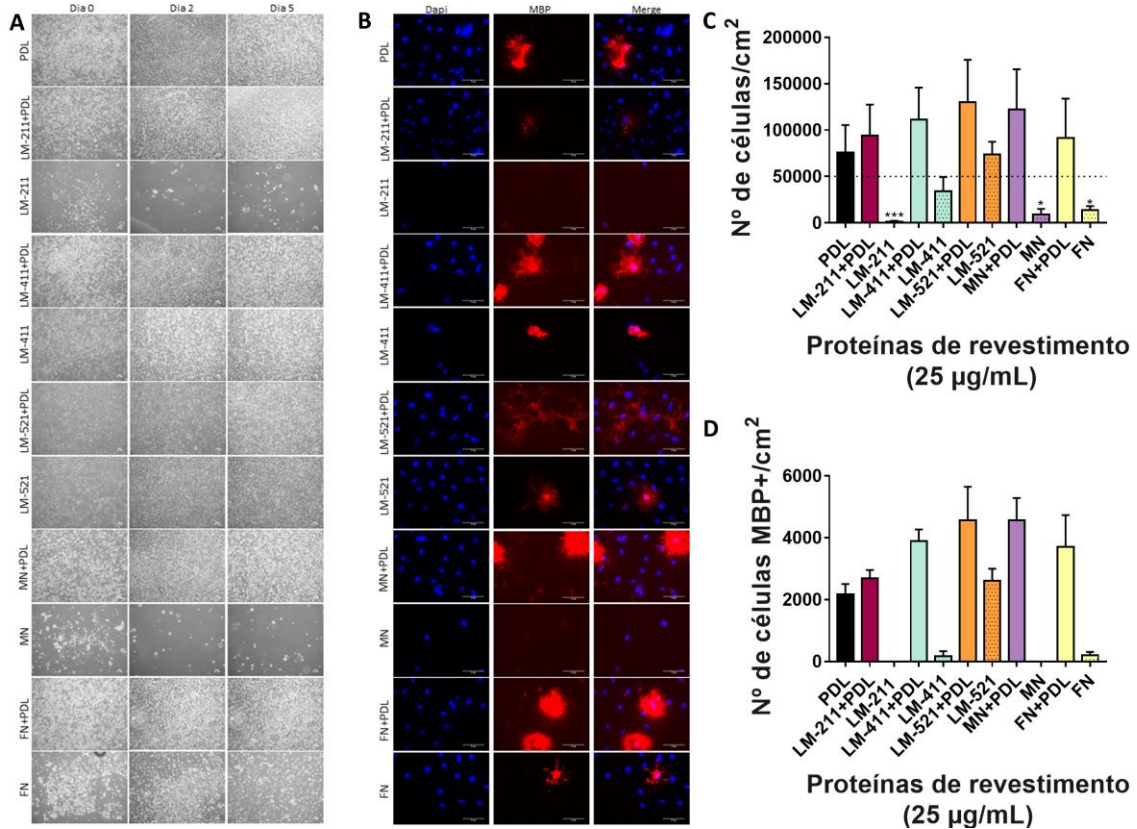 A
Dia 0 Dia 2 Dia 5
PDL
LM-211+PDL
LM-211
LM-411+PDL
LM-411
LM-521+PDL
LM-521
MN+PDL
MN
FN+PDL
FN
B
Dapi MBP Merge
PDL
LM-211+PDL
LM-211
LM-411+PDL
LM-411
LM-521+PDL
LM-521
MN+PDL
MN
FN+PDL
FN
C
Nº de células/cm²
200000
150000
100000
50000
0
*** * *
PDL
LM-211+PDL
LM-211
LM-411+PDL
LM-411
LM-521+PDL
LM-521
MN+PDL
MN
FN+PDL
FN
Proteínas de revestimento
(25 µg/mL)
D
Nº de células MBP+/cm²
6000
4000
2000
0
PDL
LM-211+PDL
LM-211
LM-411+PDL
LM-411
LM-521+PDL
LM-521
MN+PDL
MN
FN+PDL
FN
Proteínas de revestimento
(25 µg/mL)